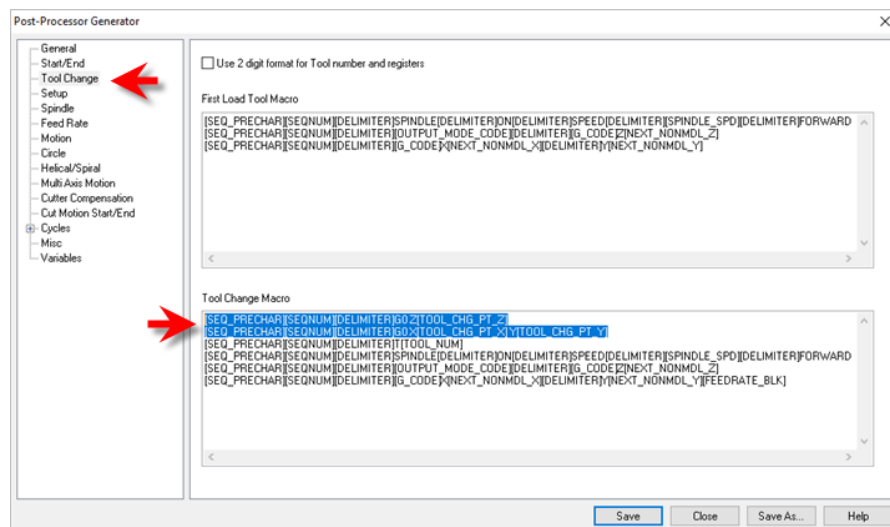 Post-Processor Generator
General
Start/End
Tool Change
Setup
Spindle
Feed Rate
Motion
Circle
Helical/Spiral
Multi Axis Motion
Cutter Compensation
Cut Motion Start/End
Cycles
Misc
Variables
Use 2 digit format for Tool number and registers
First Load Tool Macro
[SEQ_PRECHAR][SEQNUM][DELIMITER]SPINDLE[DELIMITER]ON[DELIMITER]SPEED[DELIMITER][SPINDLE_SPD][DELIMITER]FORWARD
[SEQ_PRECHAR][SEQNUM][DELIMITER][OUTPUT_MODE_CODE][DELIMITER][G_CODE]Z[NEXT_NONMDL_Z]
[SEQ_PRECHAR][SEQNUM][DELIMITER][G_CODE]X[NEXT_NONMDL_X][DELIMITER]Y[NEXT_NONMDL_Y]
Tool Change Macro
[SEQ_PRECHAR][SEQNUM][DELIMITER]G0Z[TOOL_CHG_PT_Z]
[SEQ_PRECHAR][SEQNUM][DELIMITER]G0X[TOOL_CHG_PT_X]Y[TOOL_CHG_PT_Y]
[SEQ_PRECHAR][SEQNUM][DELIMITER]T[TOOL_NUM]
[SEQ_PRECHAR][SEQNUM][DELIMITER]SPINDLE[DELIMITER]ON[DELIMITER]SPEED[DELIMITER][SPINDLE_SPD][DELIMITER]FORWARD
[SEQ_PRECHAR][SEQNUM][DELIMITER][OUTPUT_MODE_CODE][DELIMITER][G_CODE]Z[NEXT_NONMDL_Z]
[SEQ_PRECHAR][SEQNUM][DELIMITER][G_CODE]X[NEXT_NONMDL_X][DELIMITER]Y[NEXT_NONMDL_Y][FEEDRATE_BLK]
Save Close Save As... Help